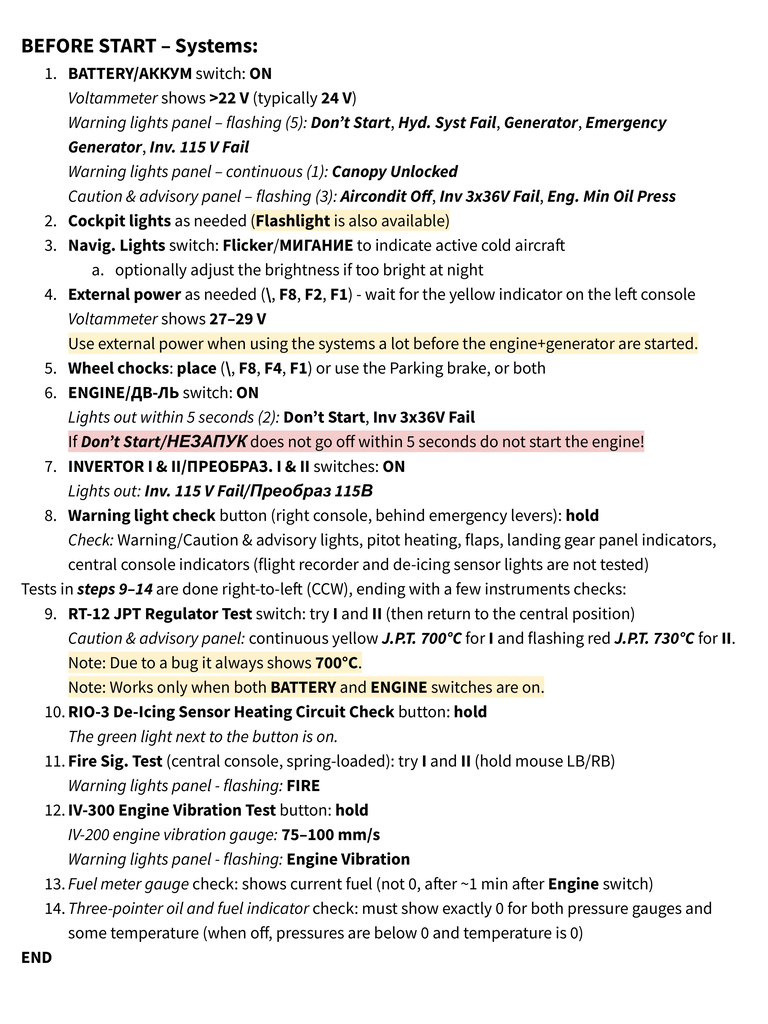 BEFORE START – Systems:
1. BATTERY/АККУМ switch: ON
Voltammeter shows >22 V (typically 24 V)
Warning lights panel – flashing (5): Don’t Start, Hyd. Syst Fail, Generator, Emergency
Generator, Inv. 115 V Fail
Warning lights panel – continuous (1): Canopy Unlocked
Caution & advisory panel – flashing (3): Aircondit Off, Inv 3x36V Fail, Eng. Min Oil Press
2. Cockpit lights as needed (Flashlight is also available)
3. Navig. Lights switch: Flicker/МИГАНИЕ to indicate active cold aircraft
a. optionally adjust the brightness if too bright at night
4. External power as needed (\, F8, F2, F1) - wait for the yellow indicator on the left console
Voltammeter shows 27–29 V
Use external power when using the systems a lot before the engine+generator are started.
5. Wheel chocks: place (\, F8, F4, F1) or use the Parking brake, or both
6. ENGINE/ДВ-ЛЬ switch: ON
Lights out within 5 seconds (2): Don’t Start, Inv 3x36V Fail
If Don’t Start/НЕЗАПУК does not go off within 5 seconds do not start the engine!
7. INVERTOR I & II/ПРЕОБРАЗ. I & II switches: ON
Lights out: Inv. 115 V Fail/Преобраз 115В
8. Warning light check button (right console, behind emergency levers): hold
Check: Warning/Caution & advisory lights, pitot heating, flaps, landing gear panel indicators,
central console indicators (flight recorder and de-icing sensor lights are not tested)
Tests in steps 9–14 are done right-to-left (CCW), ending with a few instruments checks:
9. RT-12 JPT Regulator Test switch: try I and II (then return to the central position)
Caution & advisory panel: continuous yellow J.P.T. 700°C for I and flashing red J.P.T. 730°C for II.
Note: Due to a bug it always shows 700°C.
Note: Works only when both BATTERY and ENGINE switches are on.
10. RIO-3 De-Icing Sensor Heating Circuit Check button: hold
The green light next to the button is on.
11. Fire Sig. Test (central console, spring-loaded): try I and II (hold mouse LB/RB)
Warning lights panel - flashing: FIRE
12. IV-300 Engine Vibration Test button: hold
IV-200 engine vibration gauge: 75–100 mm/s
Warning lights panel - flashing: Engine Vibration
13. Fuel meter gauge check: shows current fuel (not 0, after ~1 min after Engine switch)
14. Three-pointer oil and fuel indicator check: must show exactly 0 for both pressure gauges and
some temperature (when off, pressures are below 0 and temperature is 0)
END